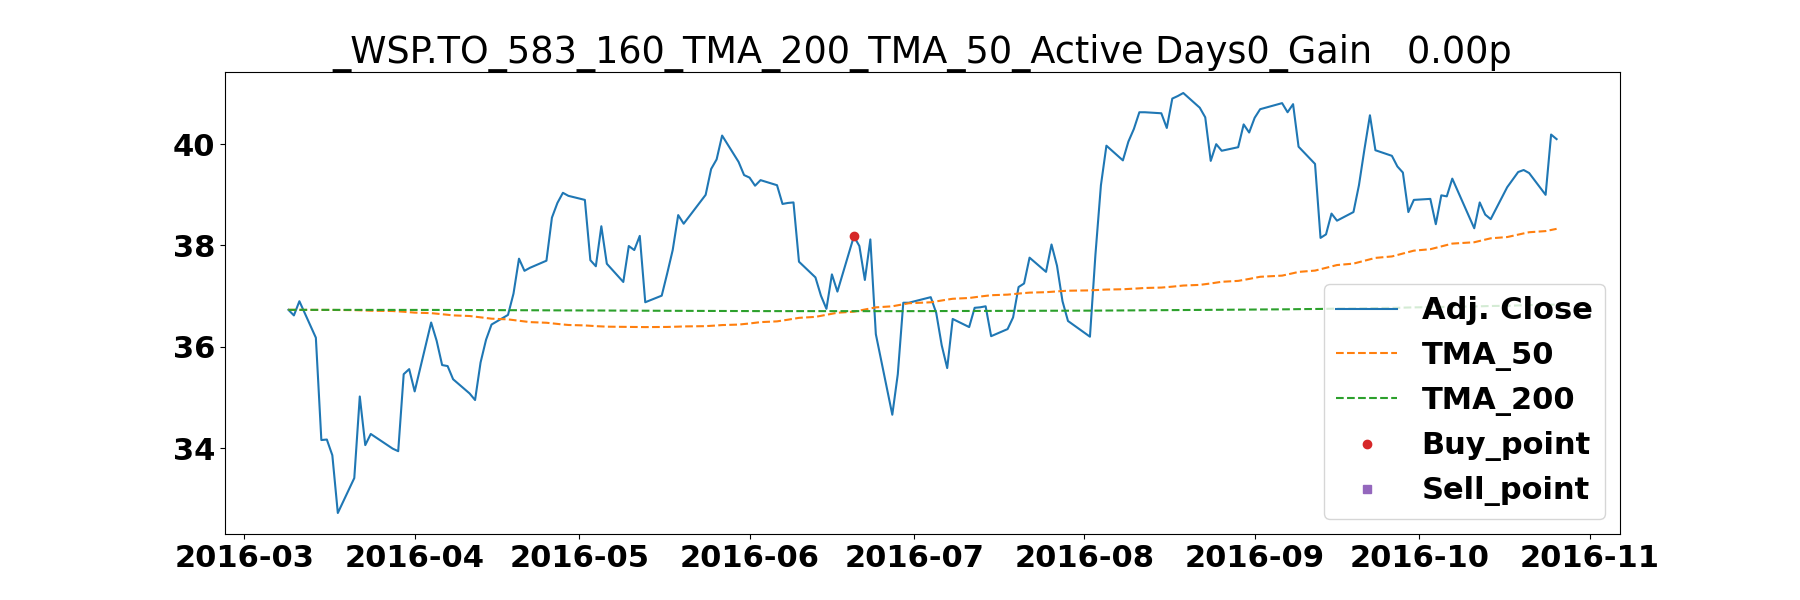 _WSP.TO_583_160_TMA_200_TMA_50_Active Days0_Gain   0.00p
40
38
36
34
Adj. Close
TMA_50
TMA_200
Buy_point
Sell_point
2016-03 2016-04 2016-05 2016-06 2016-07 2016-08 2016-09 2016-10 2016-11